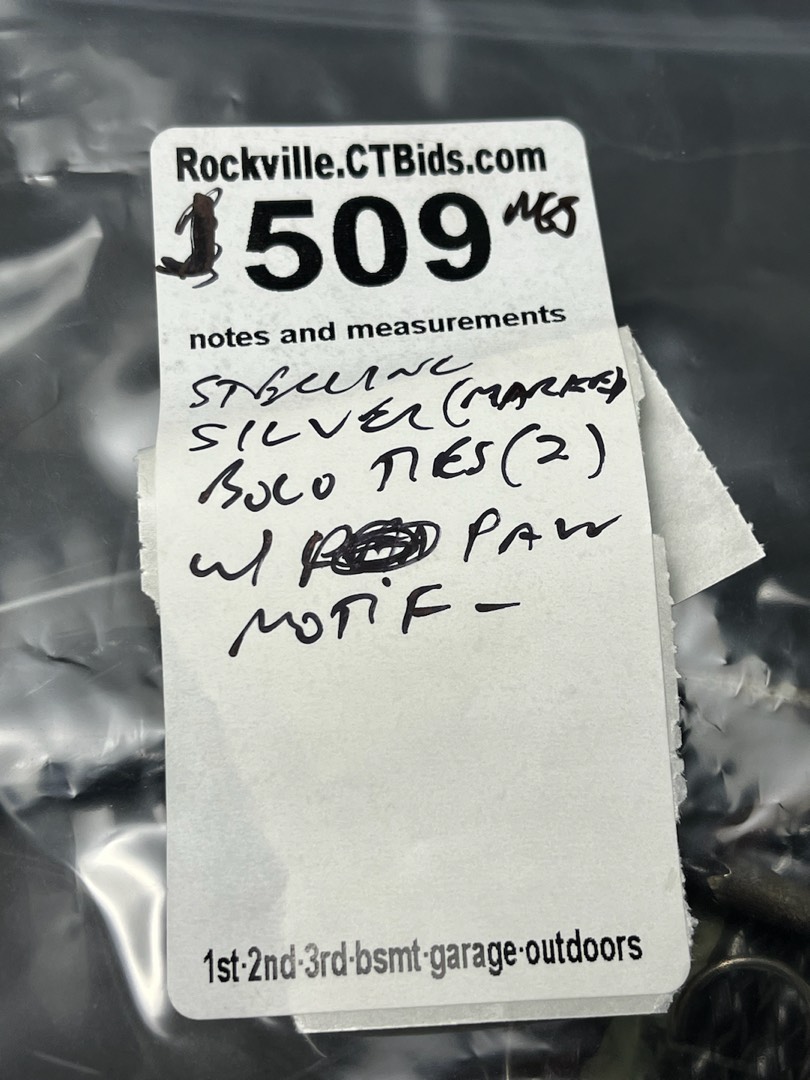 Rockville.CTBids.com
J 509
notes and measurements
STERLING
SILVER (MARKED)
BOLO TIES (2)
w/ PAW
MOTIF -
1st·2nd·3rd·bsmt·garage·outdoors